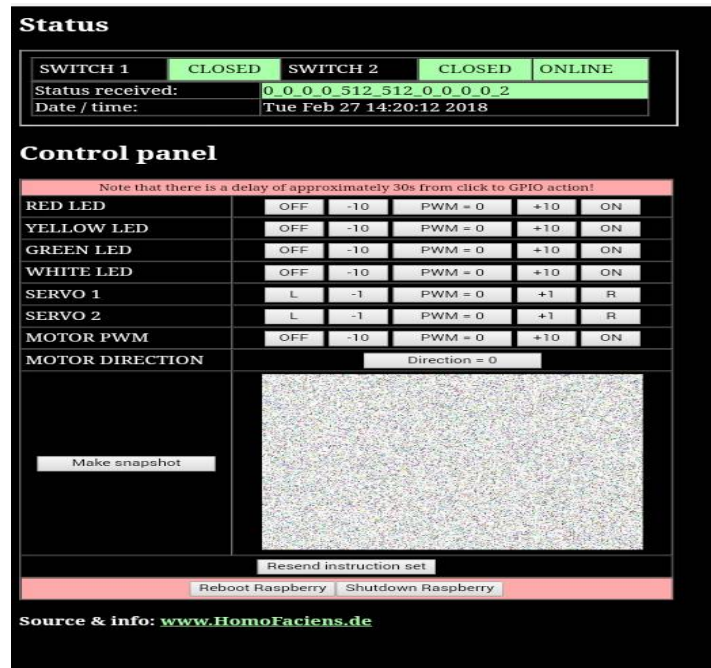 Status
SWITCH 1 CLOSED SWITCH 2 CLOSED ONLINE
Status received: 0_0_0_0_512_512_0_0_0_0_2
Date / time: Tue Feb 27 14:20:12 2018
Control panel
Note that there is a delay of approximately 30s from click to GPIO action!
RED LED OFF -10 PWM = 0 +10 ON
YELLOW LED OFF -10 PWM = 0 +10 ON
GREEN LED OFF -10 PWM = 0 +10 ON
WHITE LED OFF -10 PWM = 0 +10 ON
SERVO 1 L -1 PWM = 0 +1 R
SERVO 2 L -1 PWM = 0 +1 R
MOTOR PWM OFF -10 PWM = 0 +10 ON
MOTOR DIRECTION Direction = 0
Make snapshot
Resend instruction set
Reboot Raspberry Shutdown Raspberry
Source & info: www.HomoFaciens.de